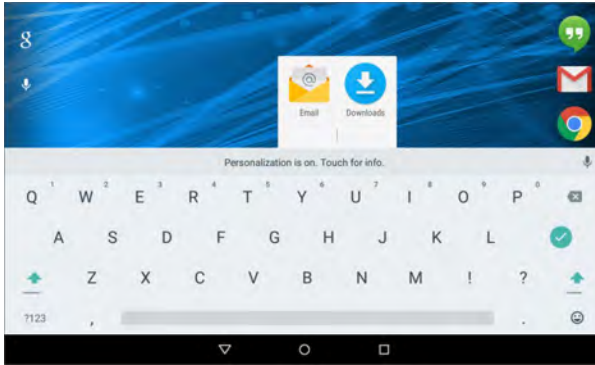 g
Email Downloads
Personalization is on. Touch for info.
Q 1 W 2 E 3 R 4 T 5 Y 6 U 7 I 8 O 9 P 0
A S D F G H J K L
Z X C V B N M ! ?
?123 , .